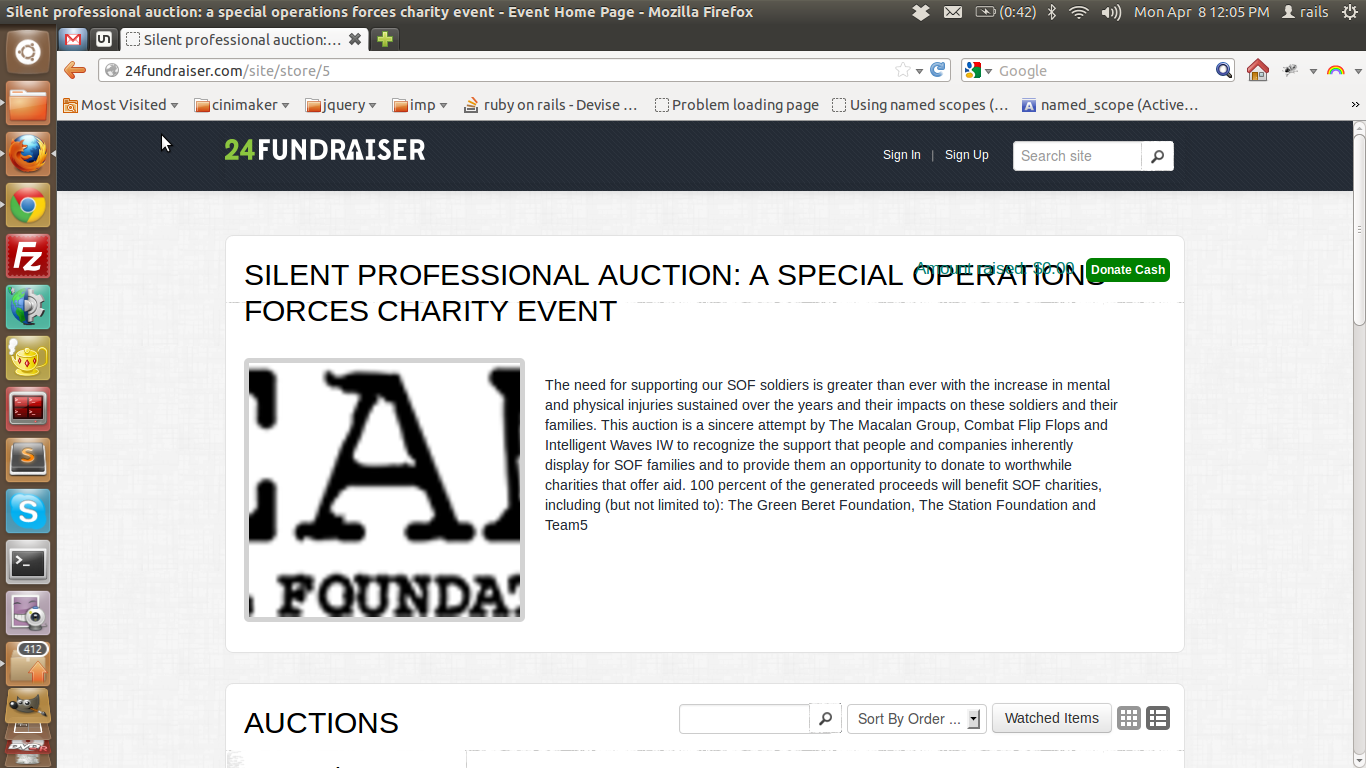 Silent professional auction: a special operations forces charity event - Event Home Page - Mozilla Firefox
(0:42)
Mon Apr 8 12:05 PM
rails
Silent professional auction:...
24fundraiser.com/site/store/5
Google
Most Visited
cinimaker
jquery
imp
ruby on rails - Devise ...
Problem loading page
Using named scopes (...
named_scope (Active...
»
24FUNDRAISER
Sign In | Sign Up
Search site
SILENT PROFESSIONAL AUCTION: A SPECIAL OPERATIONS
Amount raised: $0.00
Donate Cash
FORCES CHARITY EVENT
The need for supporting our SOF soldiers is greater than ever with the increase in mental
and physical injuries sustained over the years and their impacts on these soldiers and their
families. This auction is a sincere attempt by The Macalan Group, Combat Flip Flops and
Intelligent Waves IW to recognize the support that people and companies inherently
display for SOF families and to provide them an opportunity to donate to worthwhile
charities that offer aid. 100 percent of the generated proceeds will benefit SOF charities,
including (but not limited to): The Green Beret Foundation, The Station Foundation and
Team5
FOUNDAT
AUCTIONS
Sort By Order ...
Watched Items
412